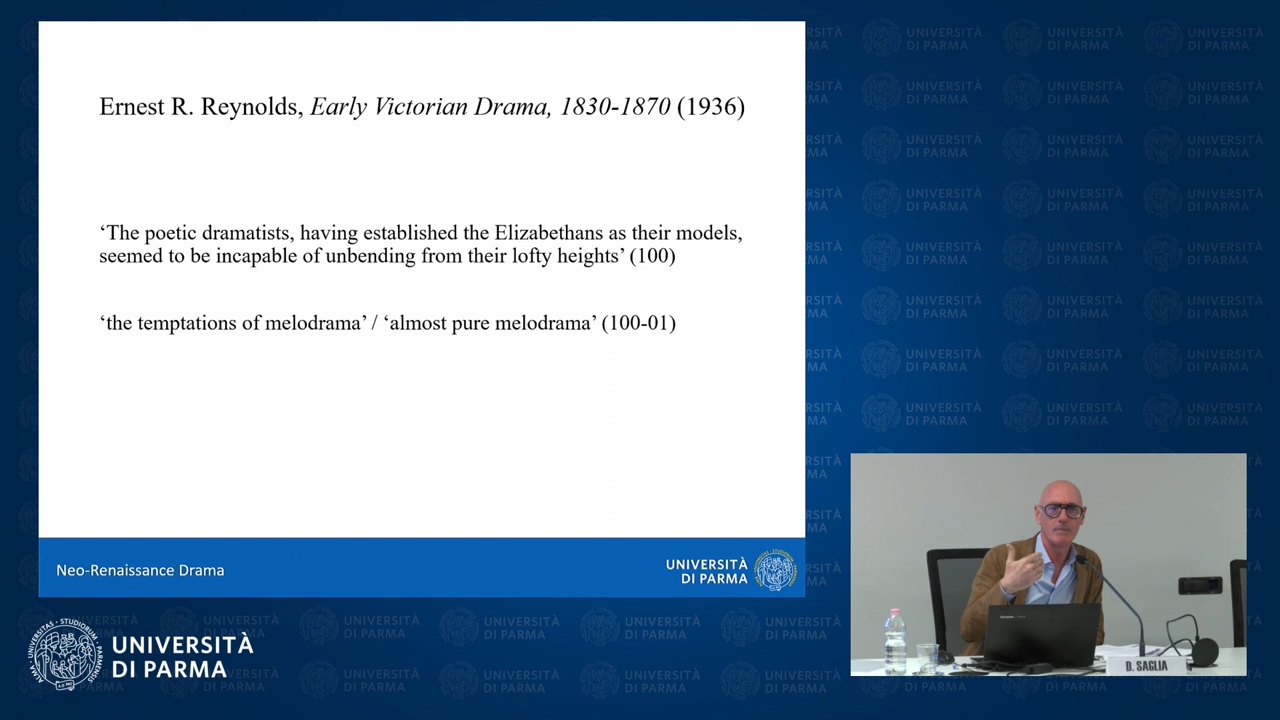 Ernest R. Reynolds, Early Victorian Drama, 1830-1870 (1936)
‘The poetic dramatists, having established the Elizabethans as their models,
seemed to be incapable of unbending from their lofty heights’ (100)
‘the temptations of melodrama’ / ‘almost pure melodrama’ (100-01)
Neo-Renaissance Drama
UNIVERSITÀ
DI PARMA
UNIVERSITÀ
DI PARMA
D. SAGLIA